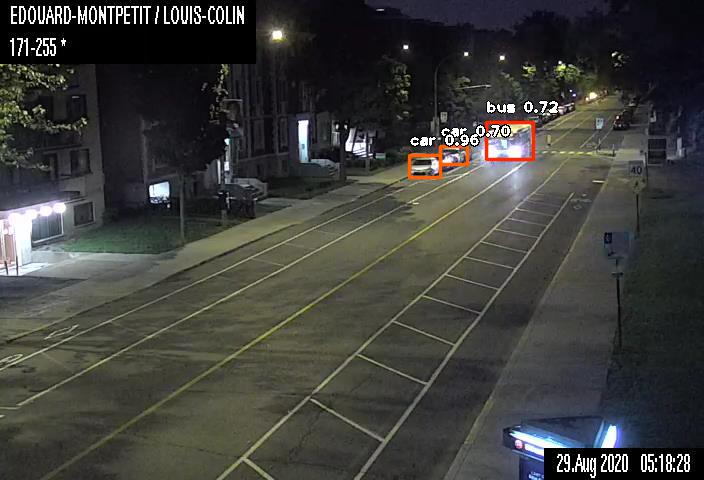 EDOUARD-MONTPETIT / LOUIS-COLIN
171-255 *
bus 0.72
car 0.70
car 0.96
40
29.Aug 2020 05:18:28